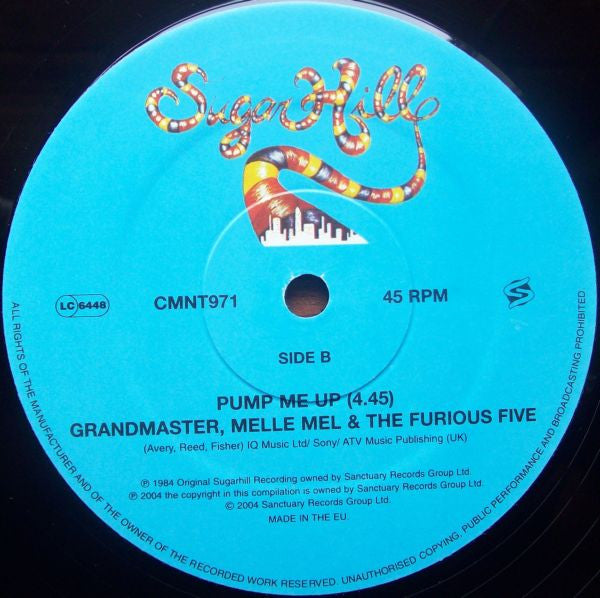 Sugar Hill
LC 6448
CMNT971
45 RPM
S
SIDE B
PUMP ME UP (4.45)
GRANDMASTER, MELLE MEL & THE FURIOUS FIVE
(Avery, Reed, Fisher) IQ Music Ltd/ Sony/ ATV Music Publishing (UK)
℗ 1984 Original Sugarhill Recording owned by Sanctuary Records Group Ltd.
℗ 2004 the copyright in this compilation is owned by Sanctuary Records Group Ltd.
© 2004 Sanctuary Records Group Ltd.
MADE IN THE EU.
ALL RIGHTS OF THE MANUFACTURER AND OF THE OWNER OF THE RECORDED WORK RESERVED. UNAUTHORISED COPYING, PUBLIC PERFORMANCE AND BROADCASTING PROHIBITED.